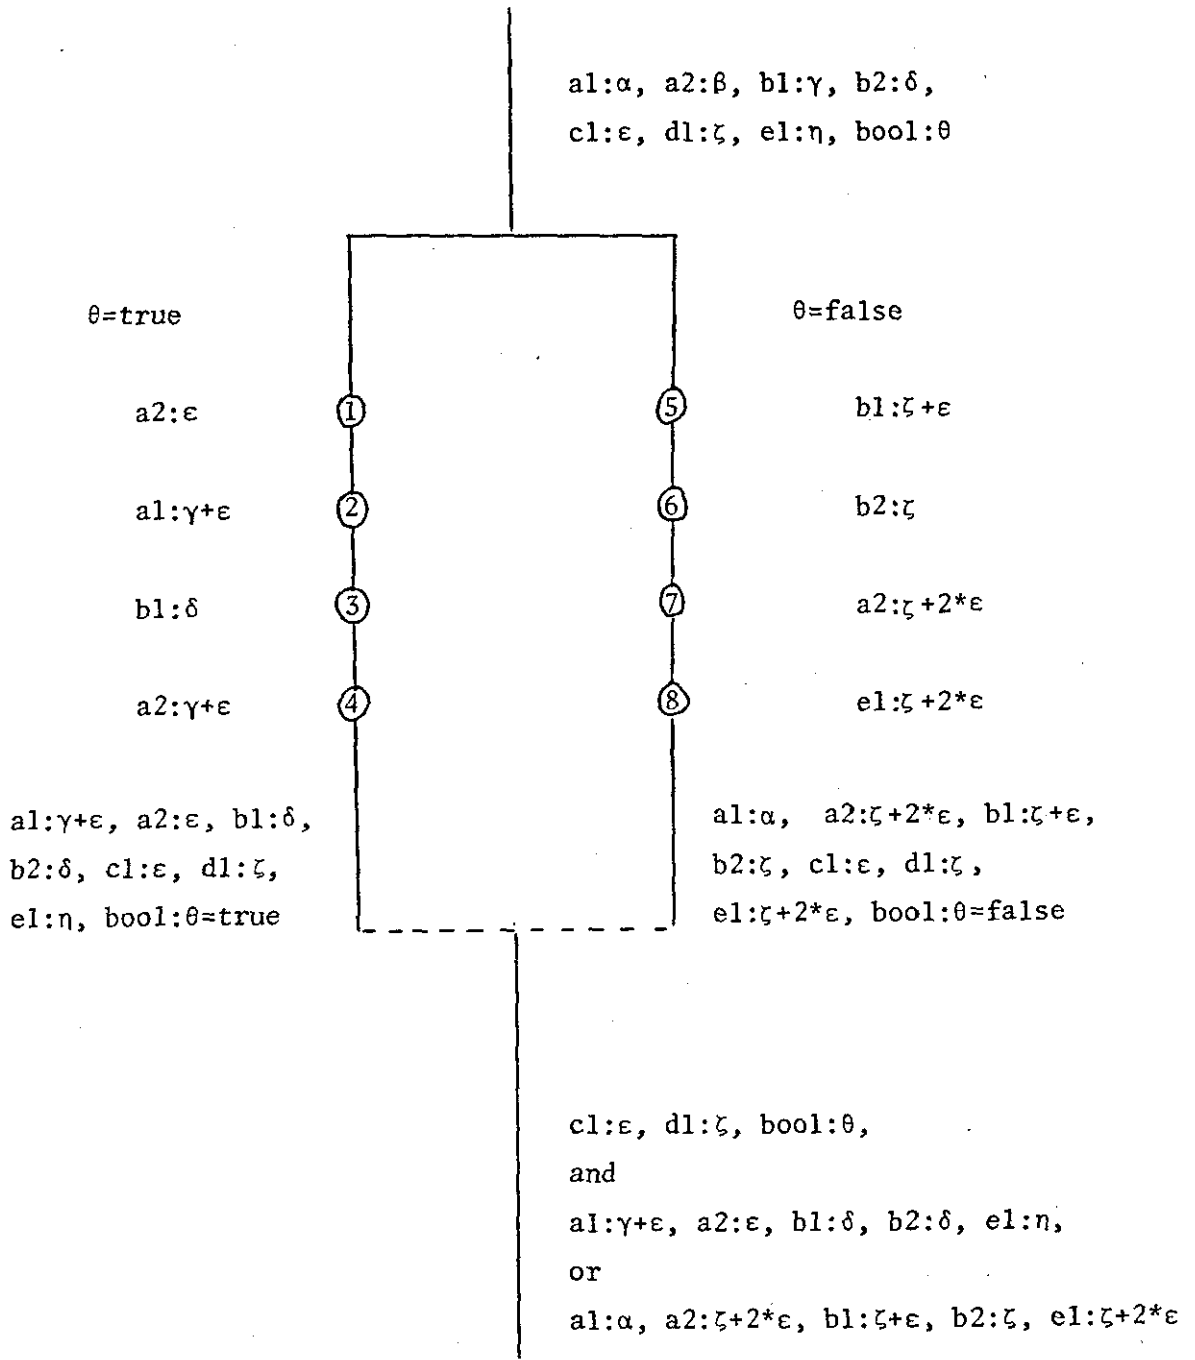 a1:α, a2:β, b1:γ, b2:δ,
c1:ε, d1:ζ, e1:η, bool:θ
θ=true
θ=false
a2:ε
1
5
b1:ζ+ε
a1:γ+ε
2
6
b2:ζ
b1:δ
3
7
a2:ζ+2*ε
a2:γ+ε
4
8
e1:ζ+2*ε
a1:γ+ε, a2:ε, b1:δ,
b2:δ, c1:ε, d1:ζ,
e1:η, bool:θ=true
a1:α, a2:ζ+2*ε, b1:ζ+ε,
b2:ζ, c1:ε, d1:ζ,
e1:ζ+2*ε, bool:θ=false
c1:ε, d1:ζ, bool:θ,
and
a1:γ+ε, a2:ε, b1:δ, b2:δ, e1:η,
or
a1:α, a2:ζ+2*ε, b1:ζ+ε, b2:ζ, e1:ζ+2*ε